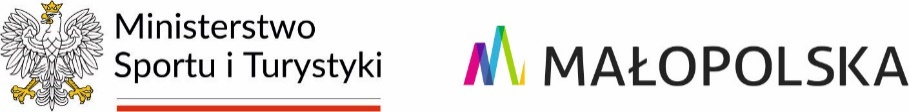 Ministerstwo
Sportu i Turystyki
MAŁOPOLSKA